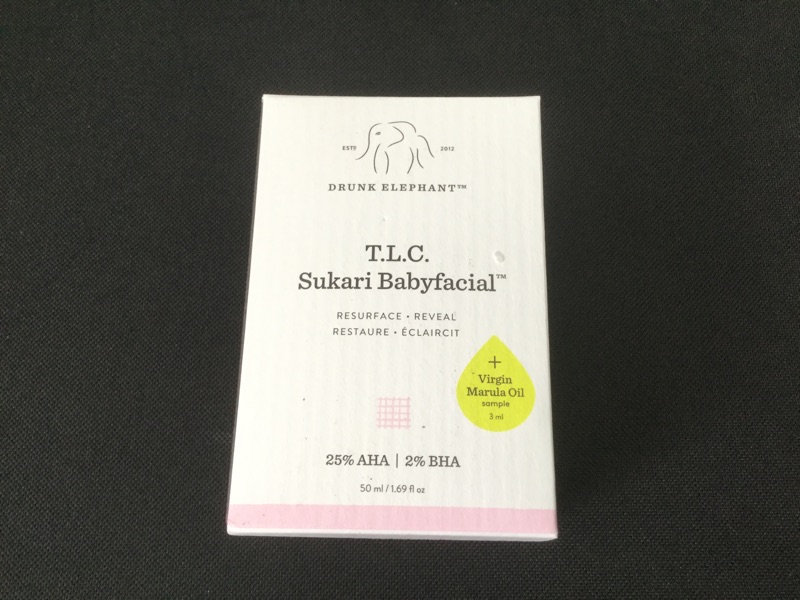 ESTD 2012
DRUNK ELEPHANT™
T.L.C.
Sukari Babyfacial™
RESURFACE • REVEAL
RESTAURE • ÉCLAIRCIT
+
Virgin
Marula Oil
sample
3 ml
25% AHA | 2% BHA
50 ml / 1.69 fl oz